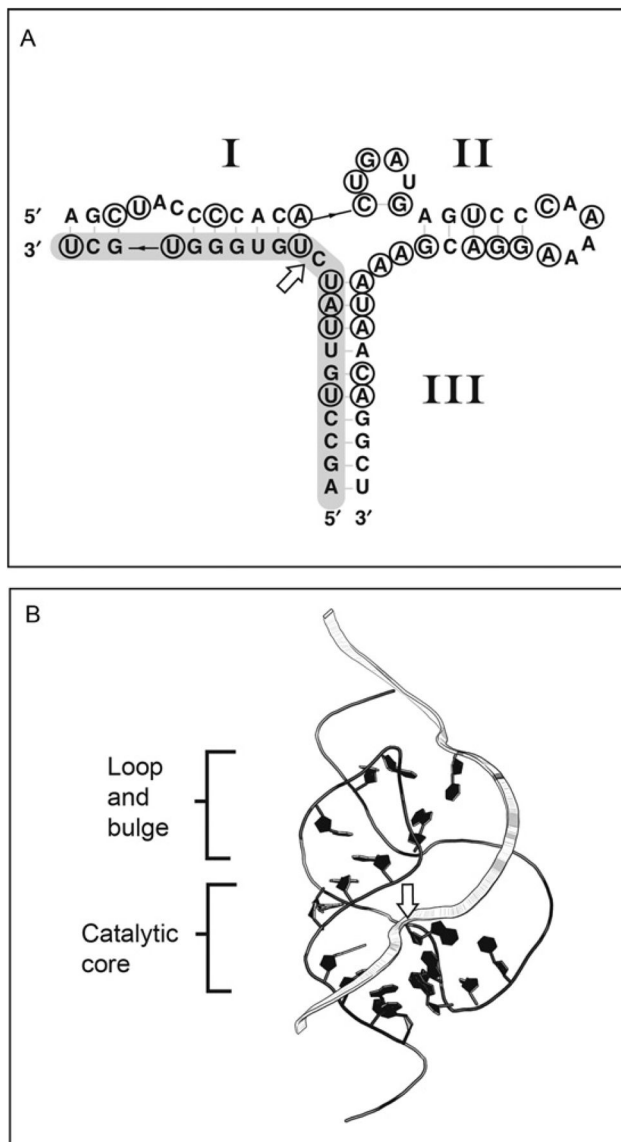 A
I
II
III
G A
U U
5′ A G C U A C C C C A C A C G A G U C C C A A
3′ U C G U G G G U G U C A A A G C A G G A A A
U A
A U
U A
U A
G C
U A
C G
C G
G C
A U
5′ 3′
B
Loop
and
bulge
Catalytic
core